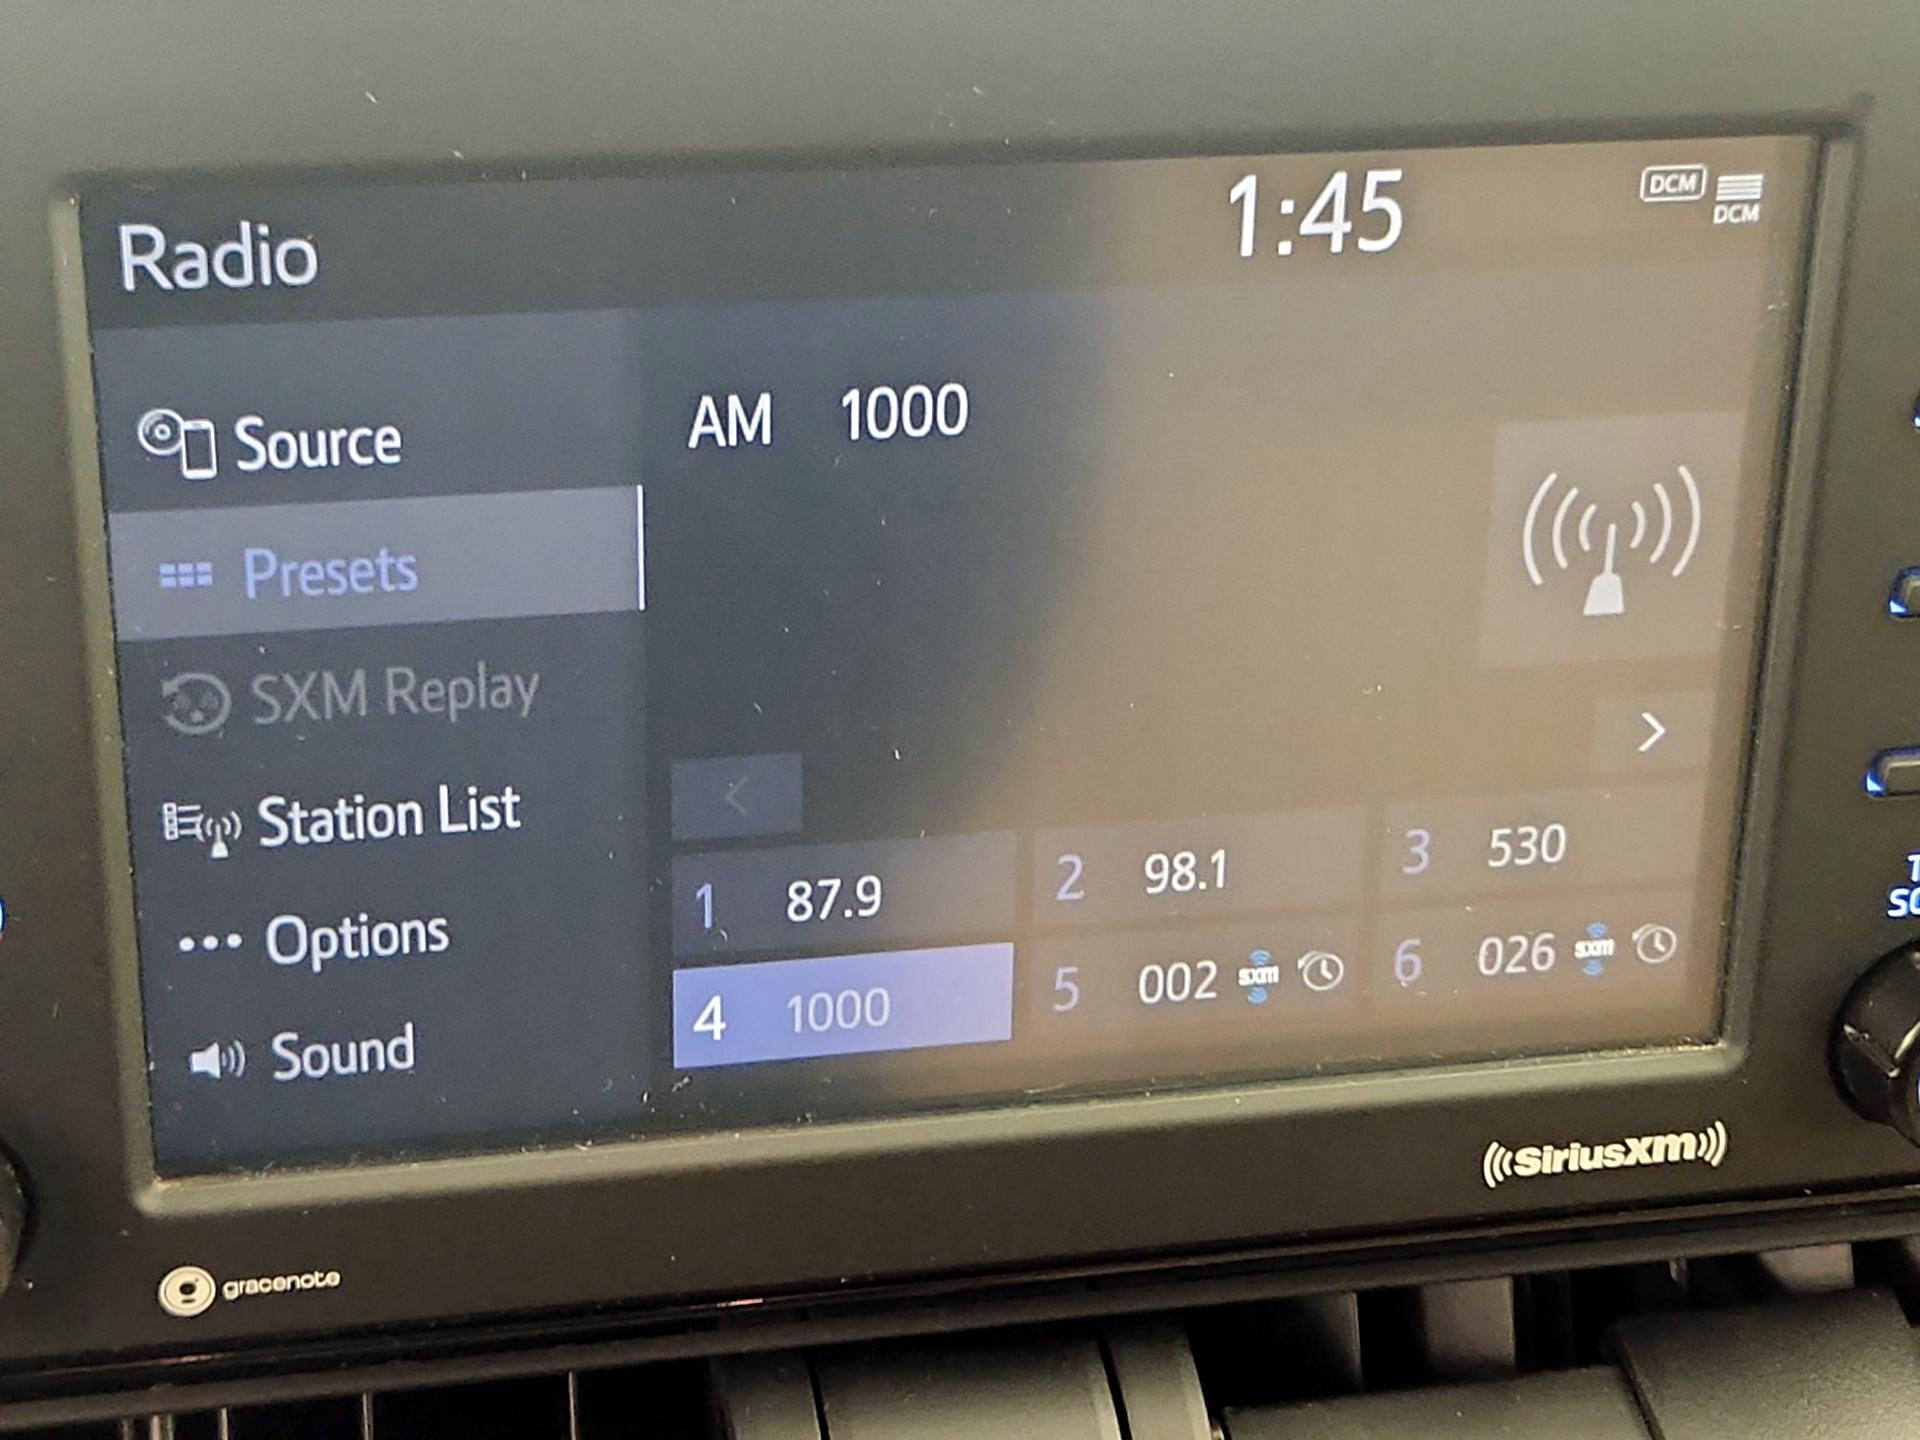 Radio
1:45
DCM
DCM
Source
Presets
SXM Replay
Station List
Options
Sound
AM 1000
1 87.9
2 98.1
3 530
4 1000
5 002 sxm
6 026 sxm
SiriusXM
gracenote